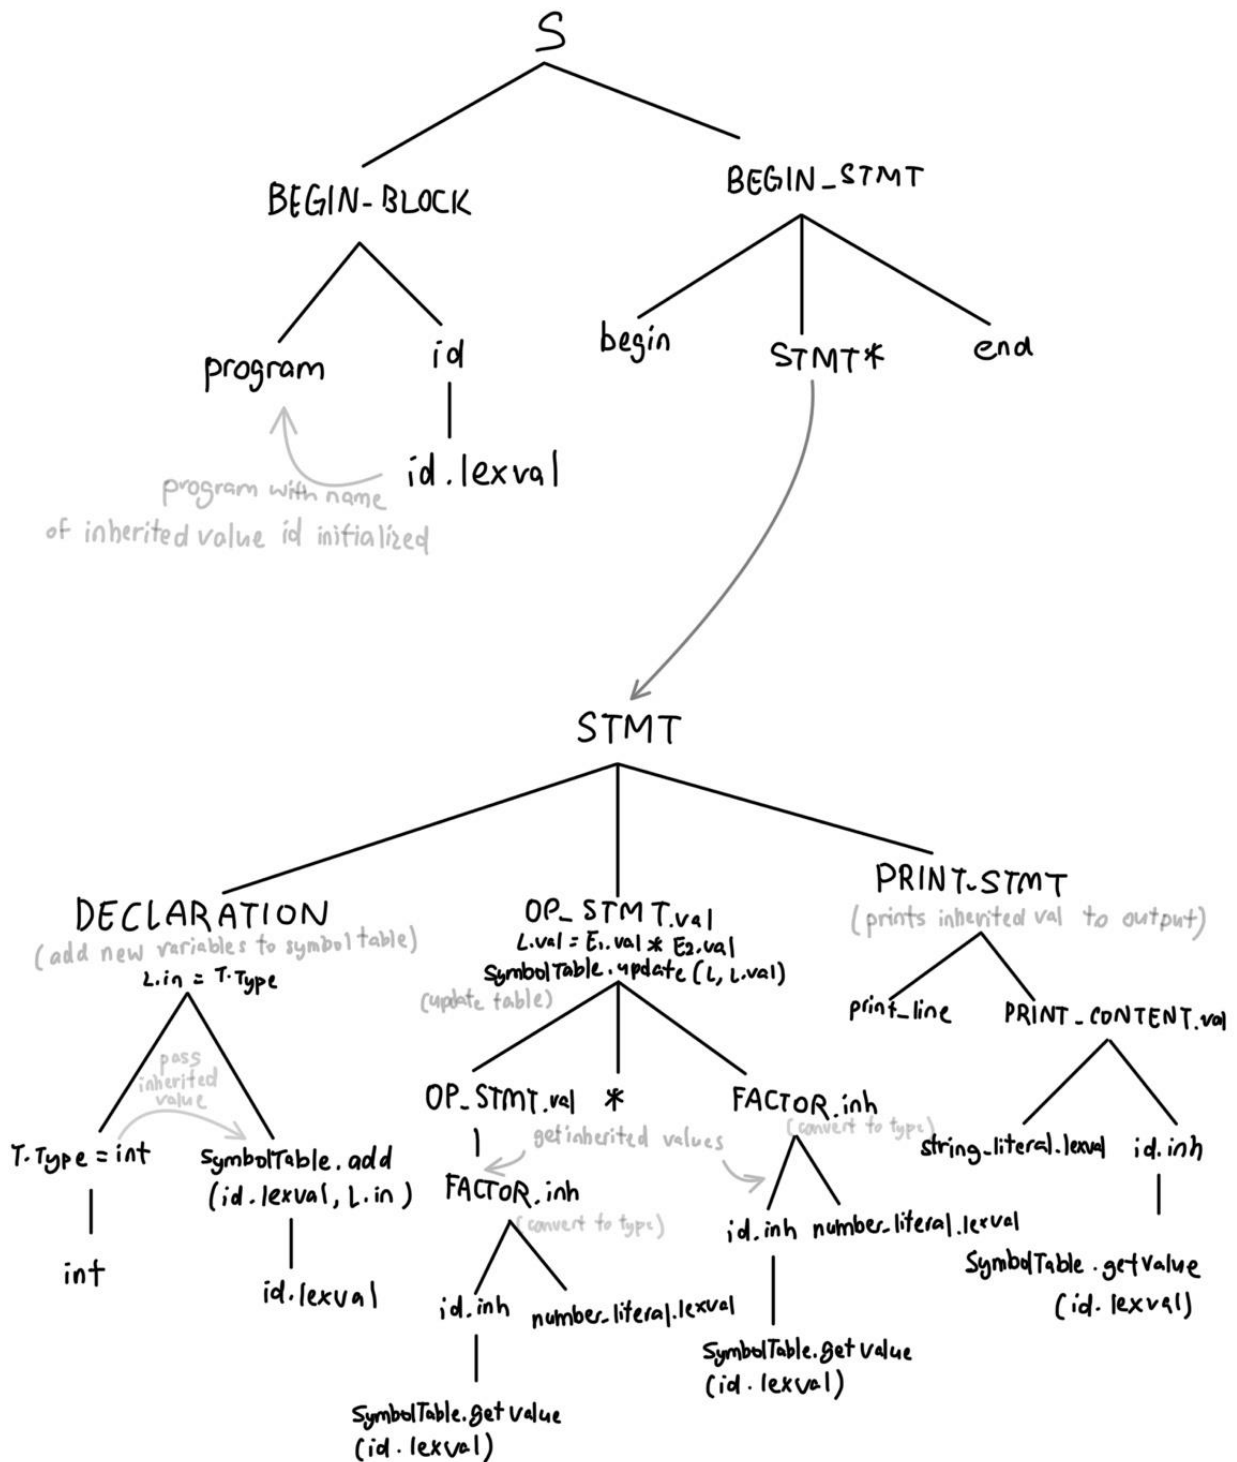 S
BEGIN-BLOCK
BEGIN_STMT
program
id
begin
STMT*
end
id.lexval
program with name
of inherited value id initialized
STMT
DECLARATION
(add new variables to symbol table)
L.in = T.Type
OP_STMT.val
L.val = E1.val * E2.val
SymbolTable.update(L, L.val)
(update table)
PRINT_STMT
(prints inherited val to output)
print_line
PRINT_CONTENT.val
pass
inherited
value
T.Type = int
SymbolTable.add
(id.lexval, L.in)
int
id.lexval
OP_STMT.val
*
FACTOR.inh
(convert to type)
get inherited values
FACTOR.inh
(convert to type)
id.inh
number_literal.lexval
SymbolTable.getvalue
(id.lexval)
id.inh
number_literal.lexval
SymbolTable.getvalue
(id.lexval)
string_literal.lexval
id.inh
SymbolTable.getvalue
(id.lexval)